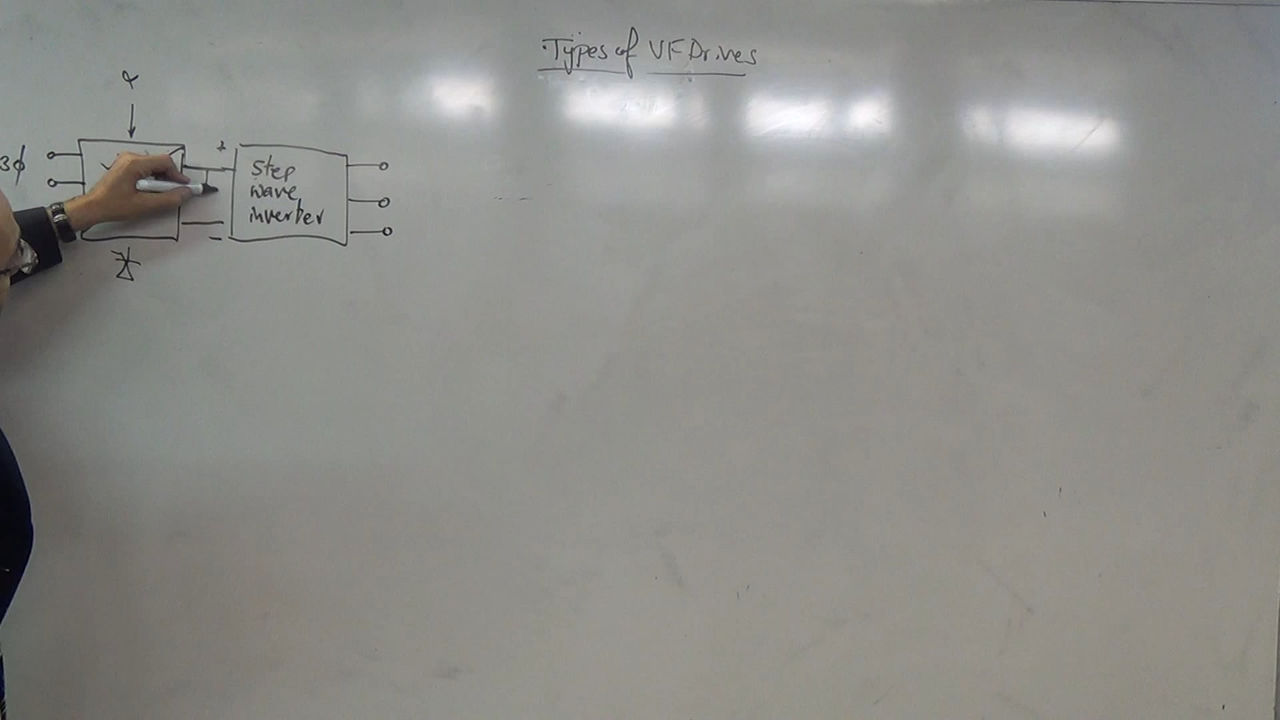 Types of VF Drives
α
3ϕ
+
step
wave
inverter
−